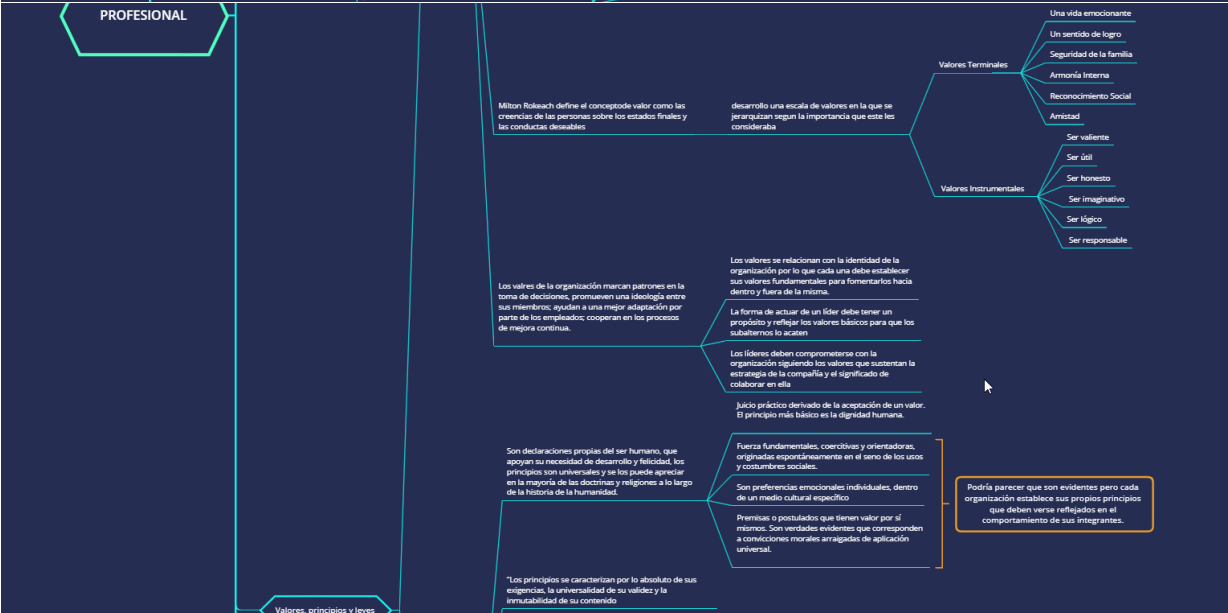 PROFESIONAL
Una vida emocionante
Un sentido de logro
Seguridad de la familia
Valores Terminales
Armonía Interna
Reconocimiento Social
Amistad
Milton Rokeach define el conceptode valor como las
creencias de las personas sobre los estados finales y
las conductas deseables
desarrollo una escala de valores en la que se
jerarquizan segun la importancia que este les
consideraba
Ser valiente
Ser útil
Ser honesto
Valores Instrumentales
Ser imaginativo
Ser lógico
Ser responsable
Los valres de la organización marcan patrones en la
toma de decisiones, promueven una ideología entre
sus miembros; ayudan a una mejor adaptación por
parte de los empleados; cooperan en los procesos
de mejora continua.
Los valores se relacionan con la identidad de la
organización por lo que cada una debe establecer
sus valores fundamentales para fomentarlos hacia
dentro y fuera de la misma.
La forma de actuar de un líder debe tener un
propósito y reflejar los valores básicos para que los
subalternos lo acaten
Los líderes deben comprometerse con la
organización siguiendo los valores que sustentan la
estrategia de la compañía y el significado de
colaborar en ella
Son declaraciones propias del ser humano, que
apoyan su necesidad de desarrollo y felicidad, los
principios son universales y se los puede apreciar
en la mayoría de las doctrinas y religiones a lo largo
de la historia de la humanidad.
Juicio práctico derivado de la aceptación de un valor.
El principio más básico es la dignidad humana.
Fuerza fundamentales, coercitivas y orientadoras,
originadas espontáneamente en el seno de los usos
y costumbres sociales.
Son preferencias emocionales individuales, dentro
de un medio cultural específico
Premisas o postulados que tienen valor por sí
mismos. Son verdades evidentes que corresponden
a convicciones morales arraigadas de aplicación
universal.
Podría parecer que son evidentes pero cada
organización establece sus propios principios
que deben verse reflejados en el
comportamiento de sus integrantes.
"Los principios se caracterizan por lo absoluto de sus
exigencias, la universalidad de su validez y la
inmutabilidad de su contenido
Valores, principios y leyes